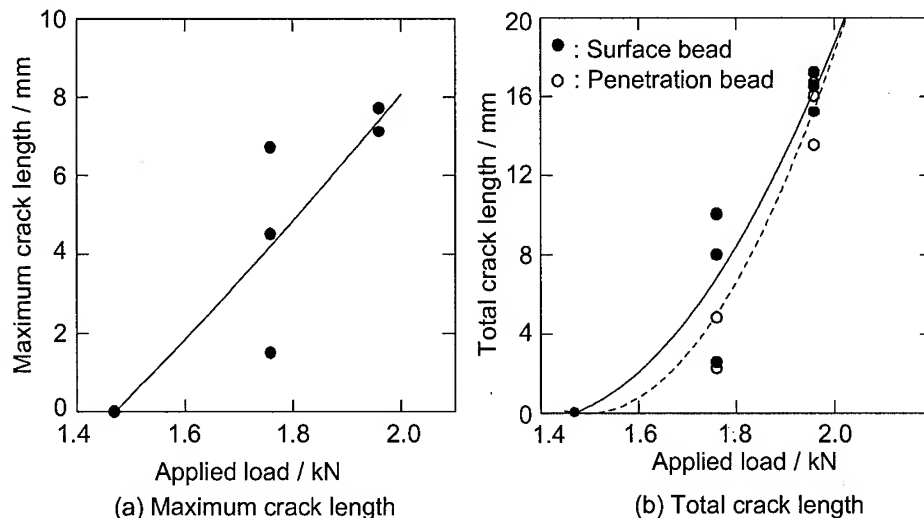 Maximum crack length / mm
10
8
6
4
2
0
1.4
1.6
1.8
2.0
Applied load / kN
(a) Maximum crack length
Total crack length / mm
20
16
12
8
4
0
● : Surface bead
○ : Penetration bead
1.4
1.6
1.8
2.0
Applied load / kN
(b) Total crack length